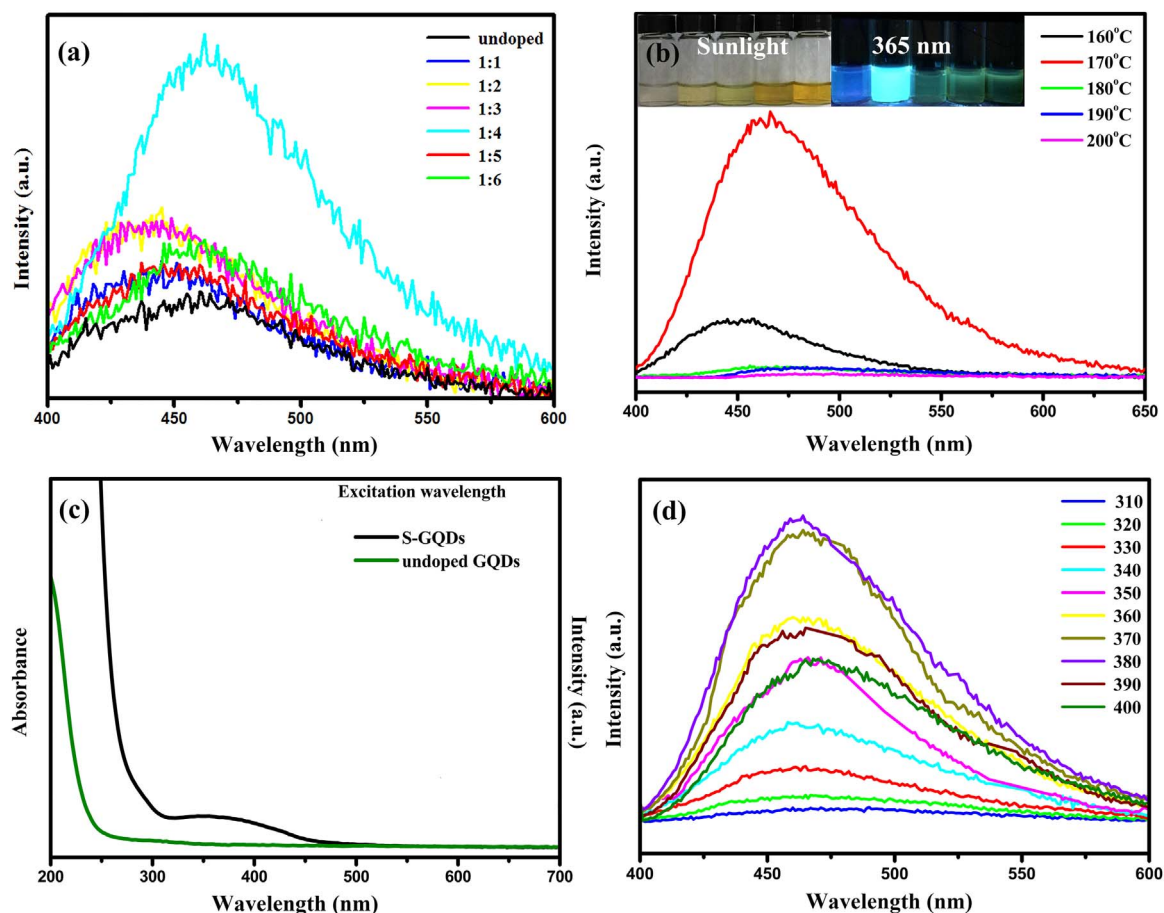 (a)
undoped
1:1
1:2
1:3
1:4
1:5
1:6
Intensity (a.u.)
400 450 500 550 600
Wavelength (nm)
(b)
Sunlight
365 nm
160°C
170°C
180°C
190°C
200°C
Intensity (a.u.)
400 450 500 550 600 650
Wavelength (nm)
(c)
Excitation wavelength
S-GQDs
undoped GQDs
Absorbance
Intensity (a.u.)
200 300 400 500 600 700
Wavelength (nm)
(d)
310
320
330
340
350
360
370
380
390
400
Intensity (a.u.)
400 450 500 550 600
Wavelength (nm)